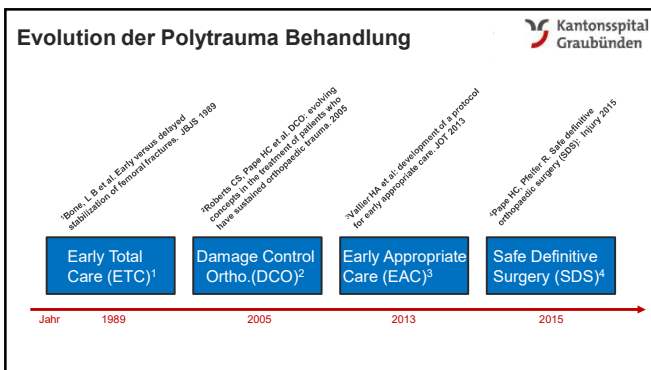 Evolution der Polytrauma Behandlung
Kantonsspital
Graubünden
¹Bone, L B et al. Early versus delayed
stabilization of femoral fractures. JBJS 1989
²Roberts CS, Pape HC et al. DCO: evolving
concepts in the treatment of patients who
have sustained orthopaedic trauma. 2005
³Vallier HA et al: development of a protocol
for early appropriate care. JOT 2013
⁴Pape HC, Pfeifer R. Safe definitive
orthopaedic surgery (SDS): Injury 2015
Early Total
Care (ETC)¹
Damage Control
Ortho.(DCO)²
Early Appropriate
Care (EAC)³
Safe Definitive
Surgery (SDS)⁴
Jahr 1989 2005 2013 2015